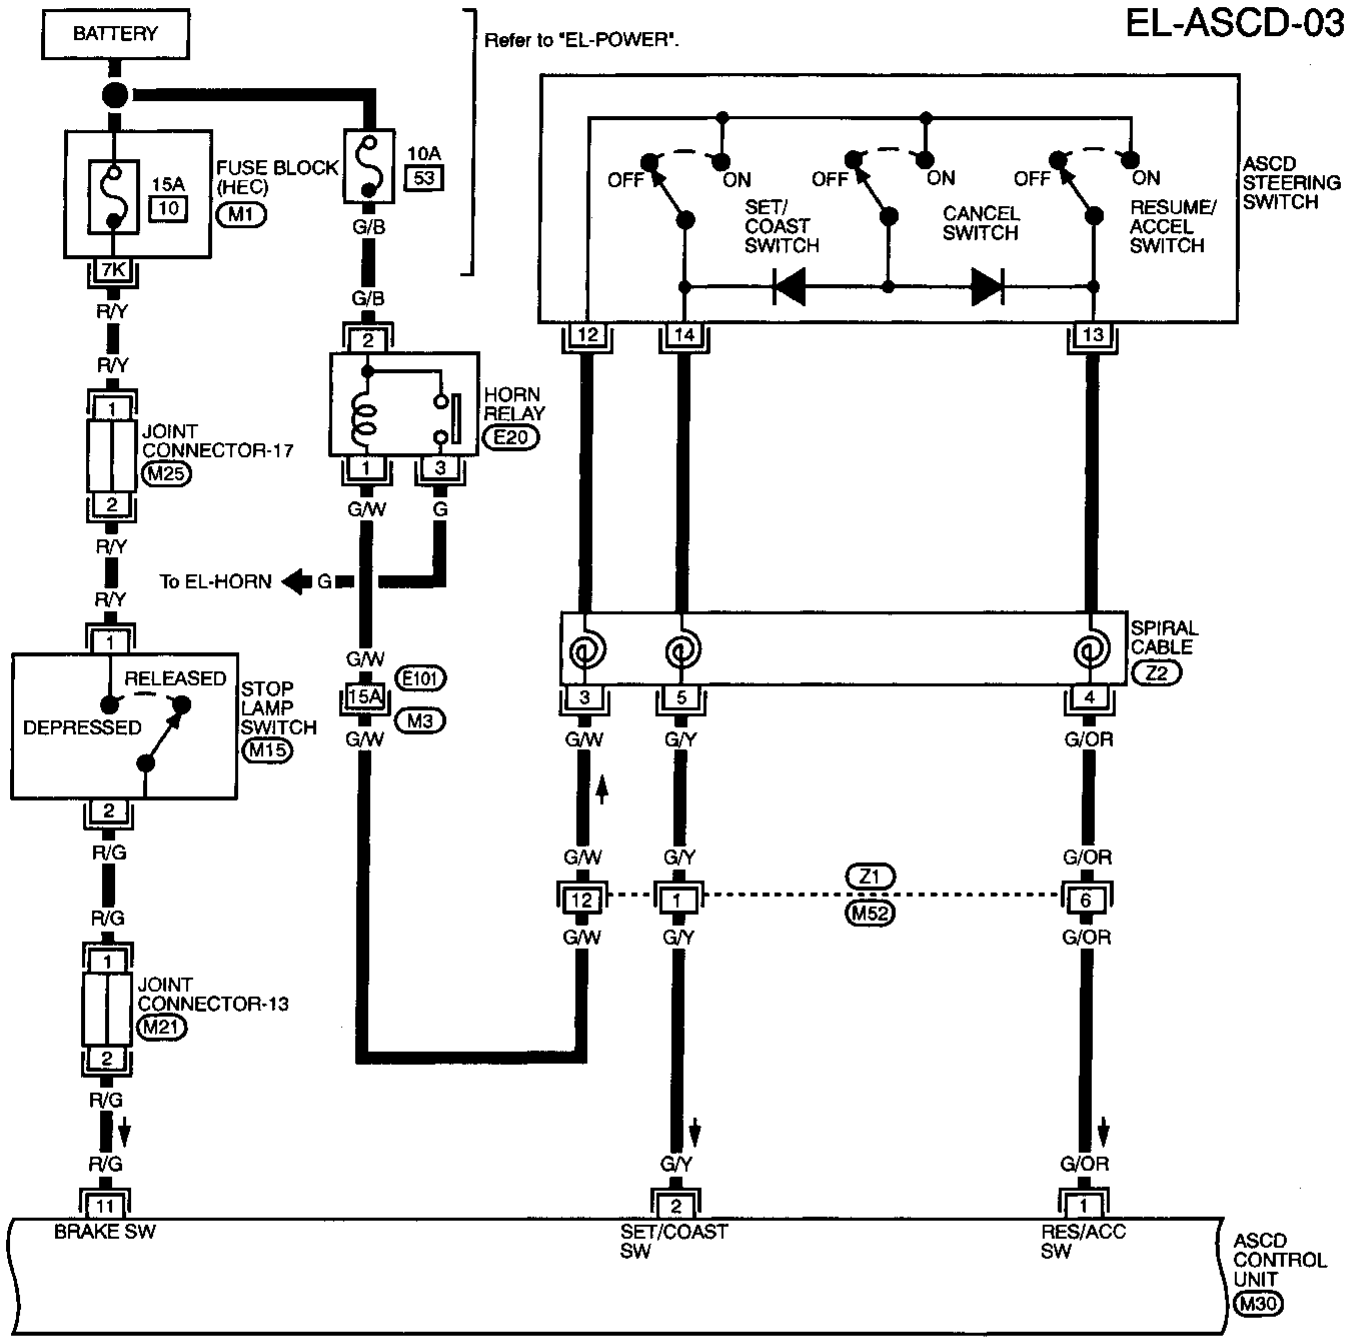 EL-ASCD-03
BATTERY
Refer to "EL-POWER".
FUSE BLOCK
(HEC)
M1
15A
10
10A
53
7K
G/B
G/B
R/Y
R/Y
1
JOINT
CONNECTOR-17
M25
2
R/Y
R/Y
2
HORN
RELAY
E20
1
3
G/W
G
To EL-HORN
G
G/W
E101
15A
M3
G/W
ASCD
STEERING
SWITCH
OFF
ON
SET/
COAST
SWITCH
OFF
ON
CANCEL
SWITCH
OFF
ON
RESUME/
ACCEL
SWITCH
12
14
13
SPIRAL
CABLE
Z2
3
5
4
G/W
G/Y
G/OR
1
RELEASED
DEPRESSED
STOP
LAMP
SWITCH
M15
2
R/G
R/G
G/W
G/Y
G/OR
12
1
Z1
M52
6
G/W
G/Y
G/OR
1
JOINT
CONNECTOR-13
M21
2
R/G
R/G
G/Y
G/OR
11
2
1
BRAKE SW
SET/COAST
SW
RES/ACC
SW
ASCD
CONTROL
UNIT
M30